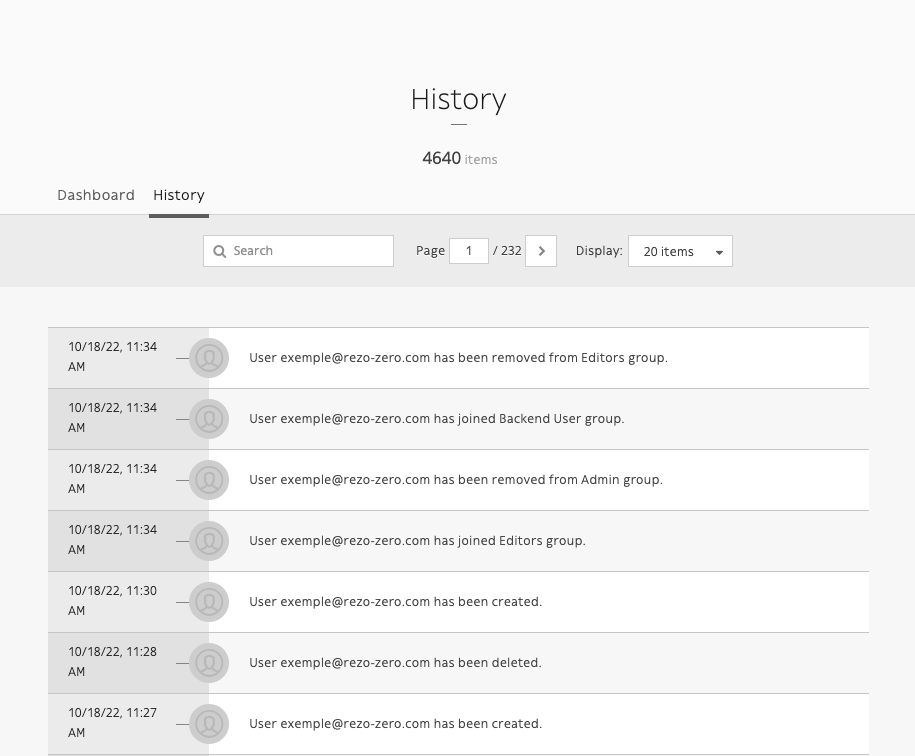 History
4640 items
Dashboard History
Search Page 1 / 232 Display: 20 items
10/18/22, 11:34
AM
User exemple@rezo-zero.com has been removed from Editors group.
10/18/22, 11:34
AM
User exemple@rezo-zero.com has joined Backend User group.
10/18/22, 11:34
AM
User exemple@rezo-zero.com has been removed from Admin group.
10/18/22, 11:34
AM
User exemple@rezo-zero.com has joined Editors group.
10/18/22, 11:30
AM
User exemple@rezo-zero.com has been created.
10/18/22, 11:28
AM
User exemple@rezo-zero.com has been deleted.
10/18/22, 11:27
AM
User exemple@rezo-zero.com has been created.